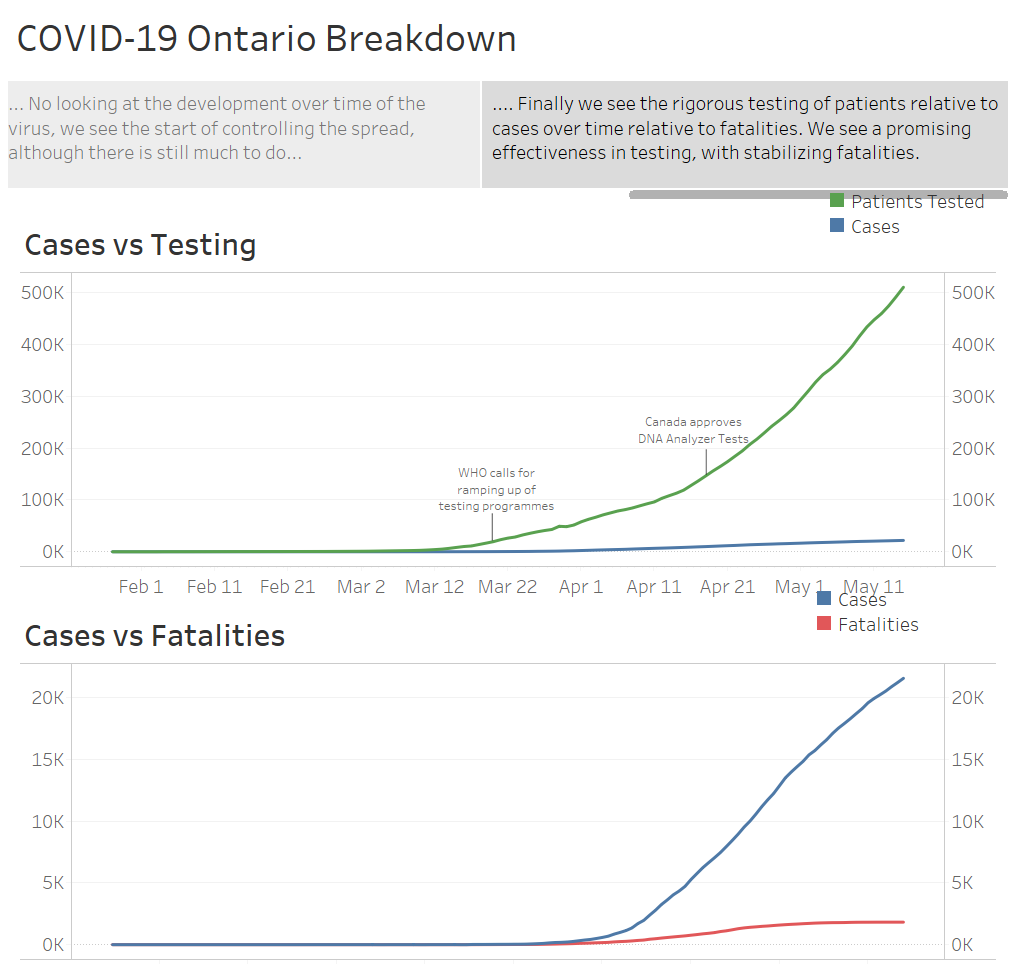 COVID-19 Ontario Breakdown
... No looking at the development over time of the
virus, we see the start of controlling the spread,
although there is still much to do...
.... Finally we see the rigorous testing of patients relative to
cases over time relative to fatalities. We see a promising
effectiveness in testing, with stabilizing fatalities.
Patients Tested
Cases
Cases vs Testing
500K 500K
400K 400K
300K 300K
Canada approves
DNA Analyzer Tests
200K 200K
WHO calls for
ramping up of
testing programmes
100K 100K
0K 0K
Feb 1 Feb 11 Feb 21 Mar 2 Mar 12 Mar 22 Apr 1 Apr 11 Apr 21 May 1 May 11
Cases
Fatalities
Cases vs Fatalities
20K 20K
15K 15K
10K 10K
5K 5K
0K 0K